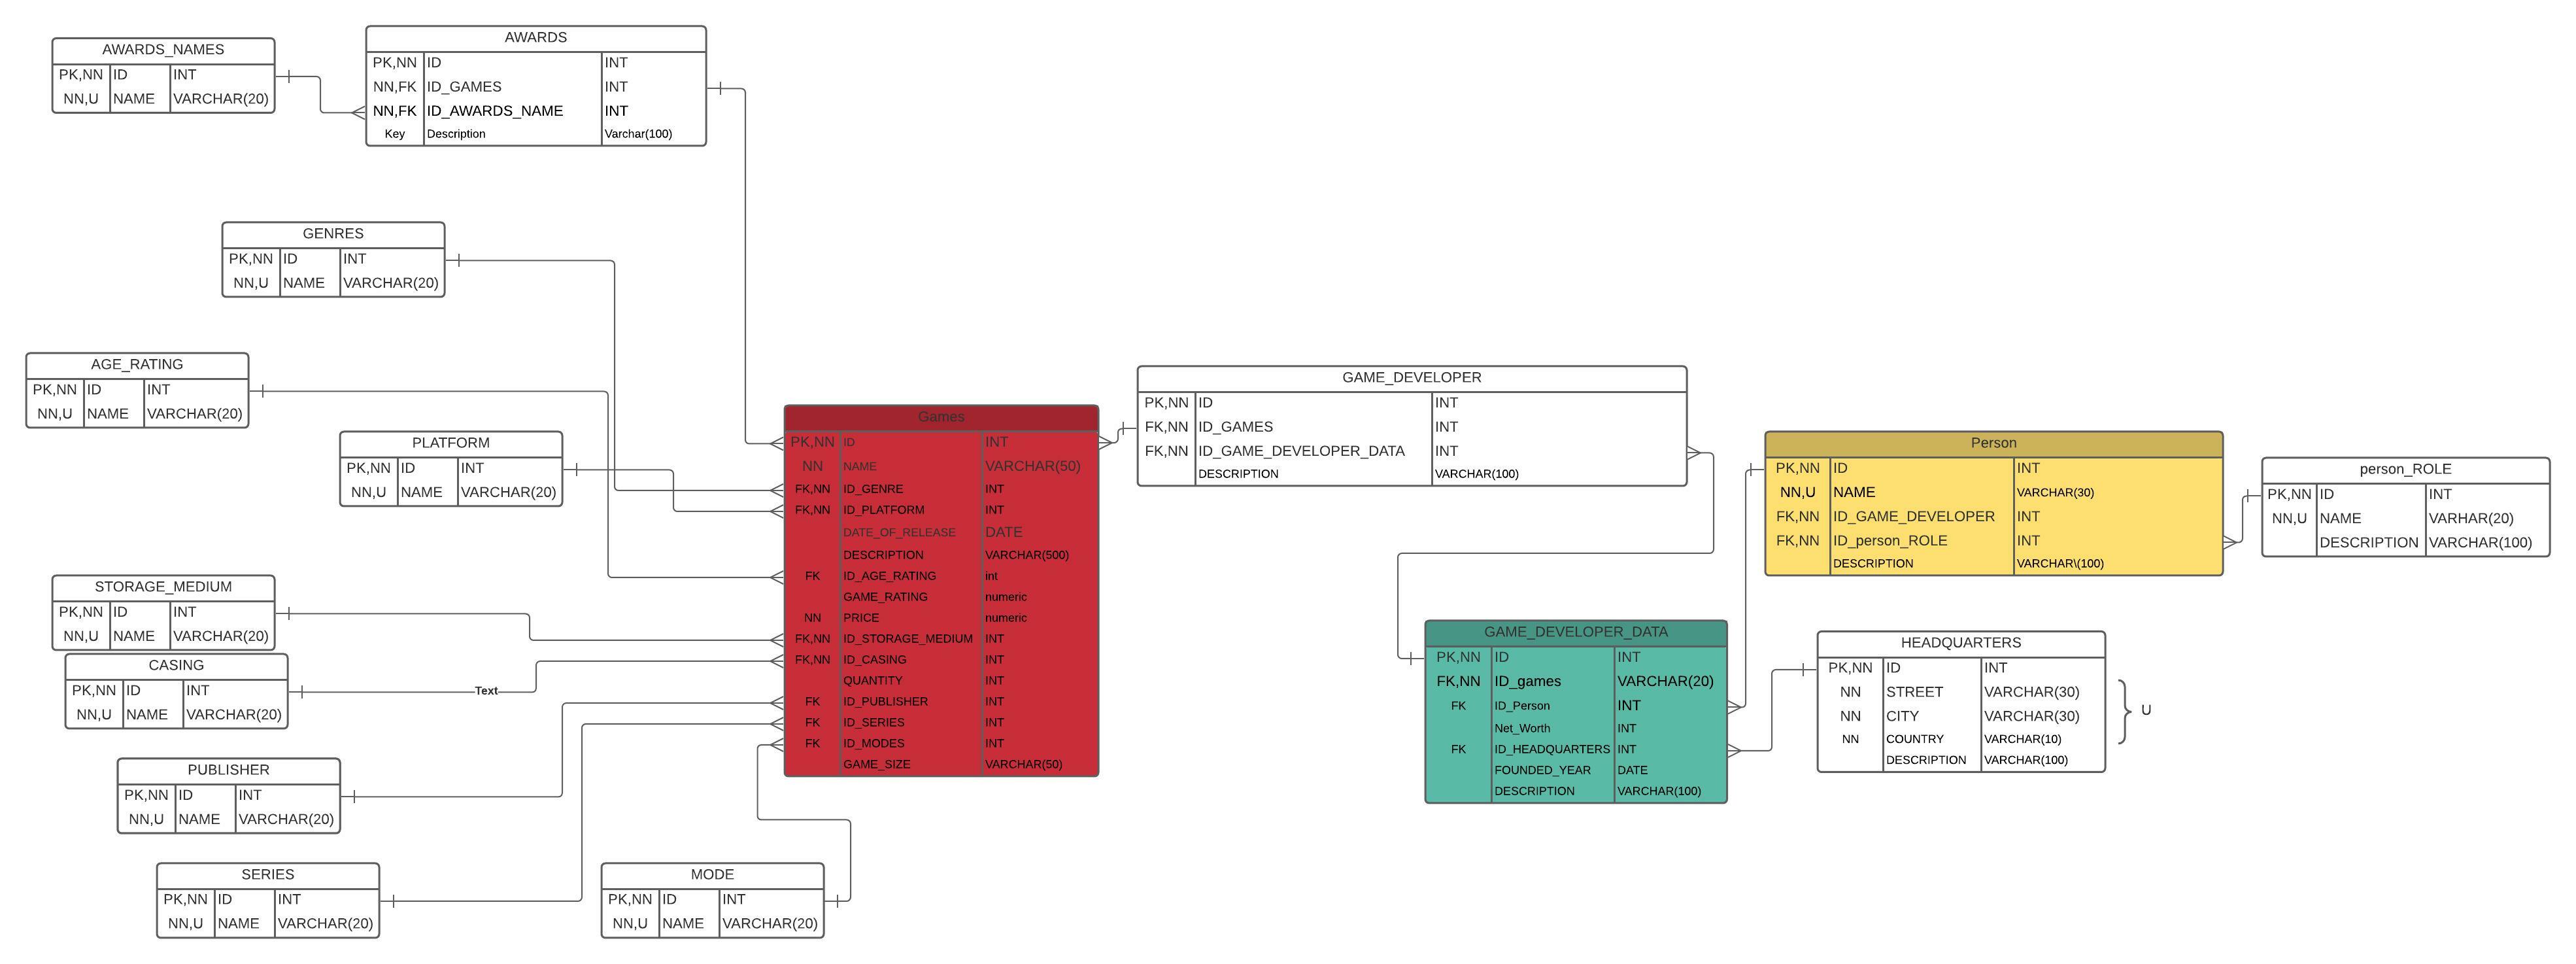 AWARDS_NAMES
PK,NN ID INT
NN,U NAME VARCHAR(20)
AWARDS
PK,NN ID INT
NN,FK ID_GAMES INT
NN,FK ID_AWARDS_NAME INT
Key Description Varchar(100)
GENRES
PK,NN ID INT
NN,U NAME VARCHAR(20)
AGE_RATING
PK,NN ID INT
NN,U NAME VARCHAR(20)
PLATFORM
PK,NN ID INT
NN,U NAME VARCHAR(20)
STORAGE_MEDIUM
PK,NN ID INT
NN,U NAME VARCHAR(20)
CASING
PK,NN ID INT
NN,U NAME VARCHAR(20)
Text
PUBLISHER
PK,NN ID INT
NN,U NAME VARCHAR(20)
SERIES
PK,NN ID INT
NN,U NAME VARCHAR(20)
MODE
PK,NN ID INT
NN,U NAME VARCHAR(20)
Games
PK,NN ID INT
NN NAME VARCHAR(50)
FK,NN ID_GENRE INT
FK,NN ID_PLATFORM INT
DATE_OF_RELEASE DATE
DESCRIPTION VARCHAR(500)
FK ID_AGE_RATING int
GAME_RATING numeric
NN PRICE numeric
FK,NN ID_STORAGE_MEDIUM INT
FK,NN ID_CASING INT
QUANTITY INT
FK ID_PUBLISHER INT
FK ID_SERIES INT
FK ID_MODES INT
GAME_SIZE VARCHAR(50)
GAME_DEVELOPER
PK,NN ID INT
FK,NN ID_GAMES INT
FK,NN ID_GAME_DEVELOPER_DATA INT
DESCRIPTION VARCHAR(100)
Person
PK,NN ID INT
NN,U NAME VARCHAR(30)
FK,NN ID_GAME_DEVELOPER INT
FK,NN ID_person_ROLE INT
DESCRIPTION VARCHAR\(100)
person_ROLE
PK,NN ID INT
NN,U NAME VARHAR(20)
DESCRIPTION VARCHAR(100)
GAME_DEVELOPER_DATA
PK,NN ID INT
FK,NN ID_games VARCHAR(20)
FK ID_Person INT
Net_Worth INT
FK ID_HEADQUARTERS INT
FOUNDED_YEAR DATE
DESCRIPTION VARCHAR(100)
HEADQUARTERS
PK,NN ID INT
NN STREET VARCHAR(30)
NN CITY VARCHAR(30)
NN COUNTRY VARCHAR(10)
DESCRIPTION VARCHAR(100)
U